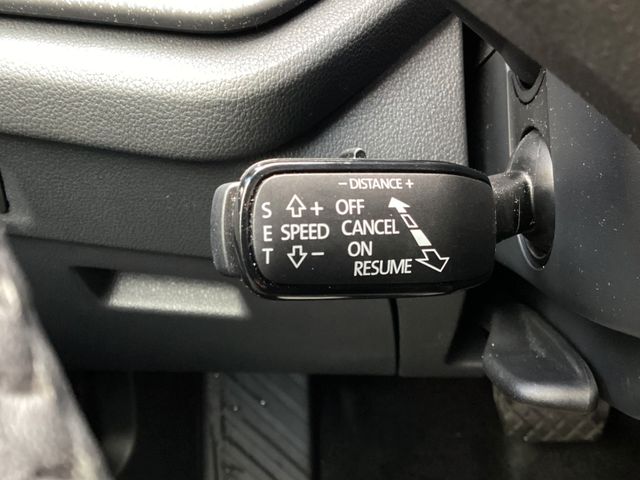 − DISTANCE +
S + OFF
E SPEED CANCEL
T − ON
RESUME